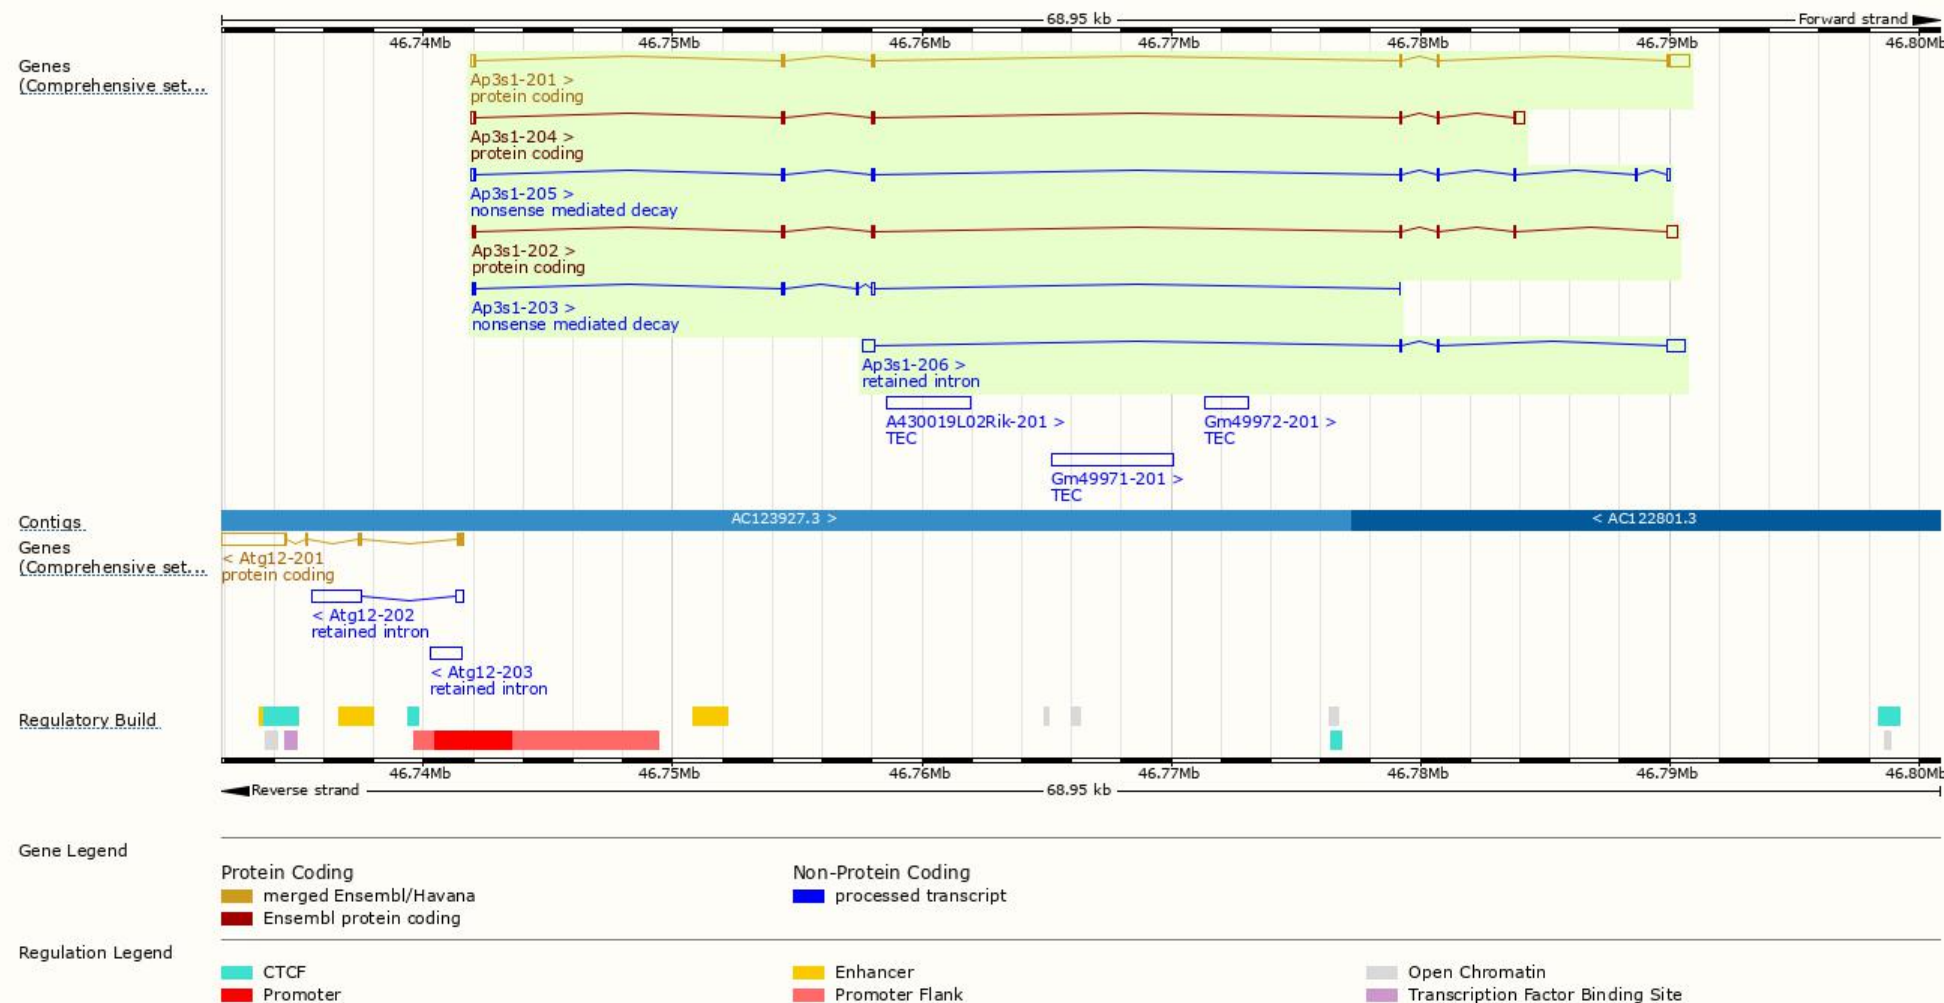 68.95 kb
Forward strand
46.74Mb 46.75Mb 46.76Mb 46.77Mb 46.78Mb 46.79Mb 46.80Mb
Genes
(Comprehensive set...
Ap3s1-201 >
protein coding
Ap3s1-204 >
protein coding
Ap3s1-205 >
nonsense mediated decay
Ap3s1-202 >
protein coding
Ap3s1-203 >
nonsense mediated decay
Ap3s1-206 >
retained intron
A430019L02Rik-201 > Gm49972-201 >
TEC TEC
Gm49971-201 >
TEC
Contigs AC123927.3 > < AC122801.3
Genes
(Comprehensive set...
< Atg12-201
protein coding
< Atg12-202
retained intron
< Atg12-203
retained intron
Regulatory Build
46.74Mb 46.75Mb 46.76Mb 46.77Mb 46.78Mb 46.79Mb 46.80Mb
Reverse strand 68.95 kb
Gene Legend
Protein Coding Non-Protein Coding
merged Ensembl/Havana processed transcript
Ensembl protein coding
Regulation Legend
CTCF Enhancer Open Chromatin
Promoter Promoter Flank Transcription Factor Binding Site